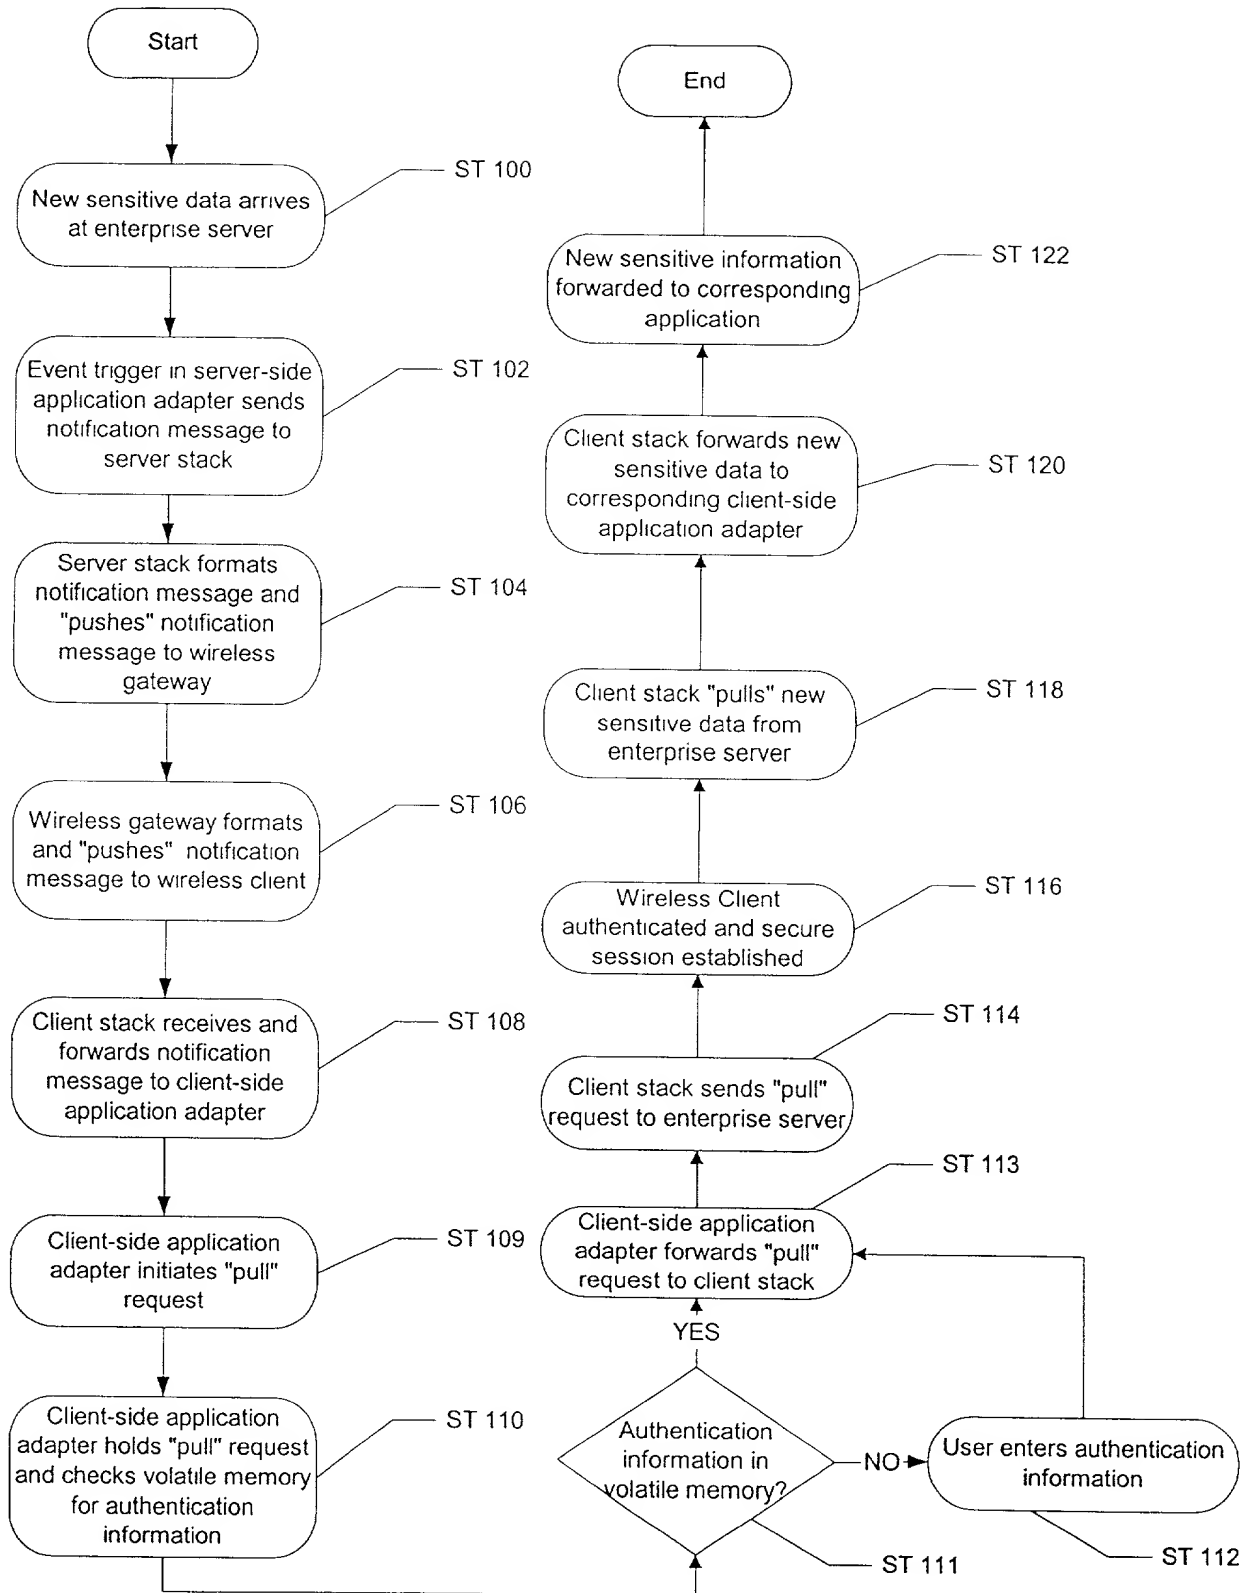 Start
New sensitive data arrives
at enterprise server
ST 100
Event trigger in server-side
application adapter sends
notification message to
server stack
ST 102
Server stack formats
notification message and
"pushes" notification
message to wireless
gateway
ST 104
Wireless gateway formats
and "pushes" notification
message to wireless client
ST 106
Client stack receives and
forwards notification
message to client-side
application adapter
ST 108
Client-side application
adapter initiates "pull"
request
ST 109
Client-side application
adapter holds "pull" request
and checks volatile memory
for authentication
information
ST 110
Authentication
information in
volatile memory?
ST 111
NO
User enters authentication
information
ST 112
YES
Client-side application
adapter forwards "pull"
request to client stack
ST 113
Client stack sends "pull"
request to enterprise server
ST 114
Wireless Client
authenticated and secure
session established
ST 116
Client stack "pulls" new
sensitive data from
enterprise server
ST 118
Client stack forwards new
sensitive data to
corresponding client-side
application adapter
ST 120
New sensitive information
forwarded to corresponding
application
ST 122
End